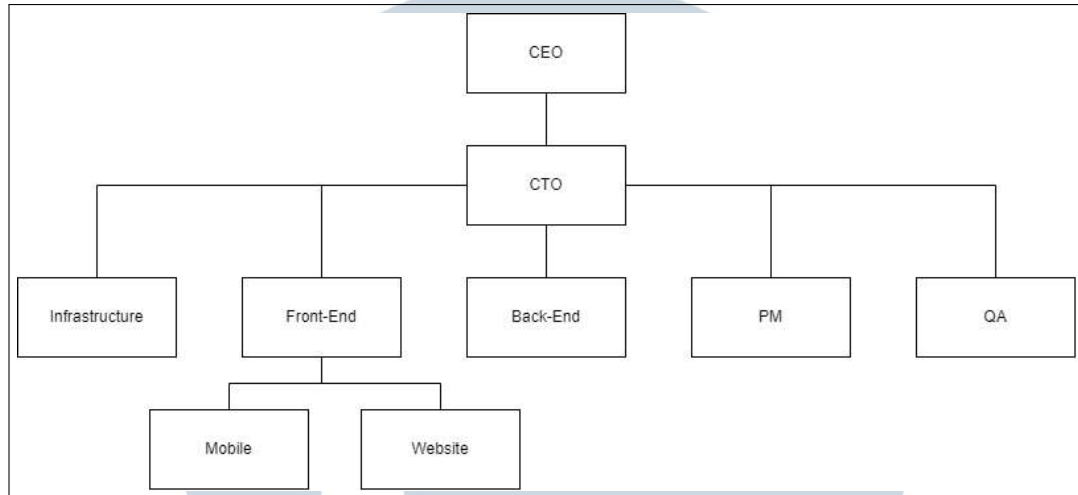 CEO
CTO
Infrastructure
Front-End
Back-End
PM
QA
Mobile
Website